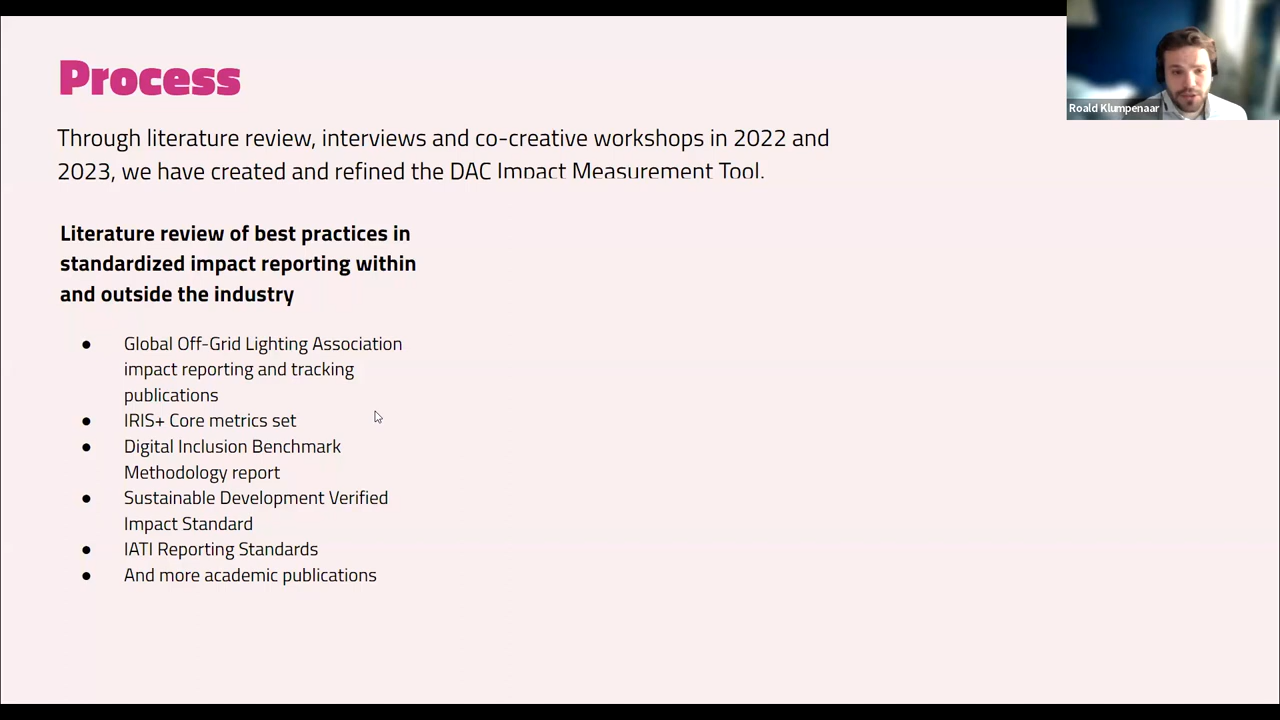 Process
Roald Klumpenaar
Through literature review, interviews and co-creative workshops in 2022 and
2023, we have created and refined the DAC Impact Measurement Tool.
Literature review of best practices in
standardized impact reporting within
and outside the industry
● Global Off-Grid Lighting Association
impact reporting and tracking
publications
● IRIS+ Core metrics set
● Digital Inclusion Benchmark
Methodology report
● Sustainable Development Verified
Impact Standard
● IATI Reporting Standards
● And more academic publications